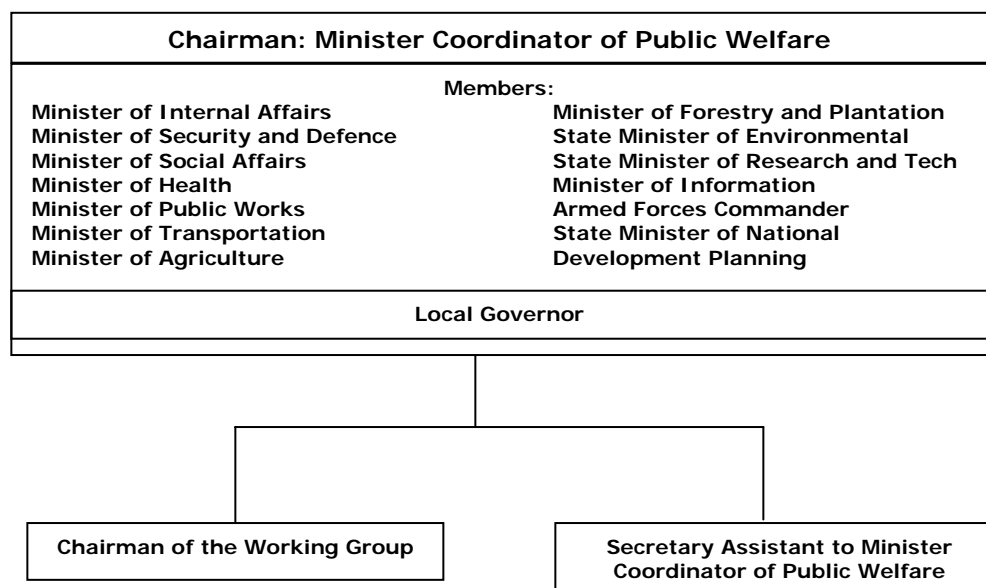 Chairman: Minister Coordinator of Public Welfare
Members:
Minister of Internal Affairs
Minister of Security and Defence
Minister of Social Affairs
Minister of Health
Minister of Public Works
Minister of Transportation
Minister of Agriculture
Minister of Forestry and Plantation
State Minister of Environmental
State Minister of Research and Tech
Minister of Information
Armed Forces Commander
State Minister of National
Development Planning
Local Governor
Chairman of the Working Group
Secretary Assistant to Minister
Coordinator of Public Welfare